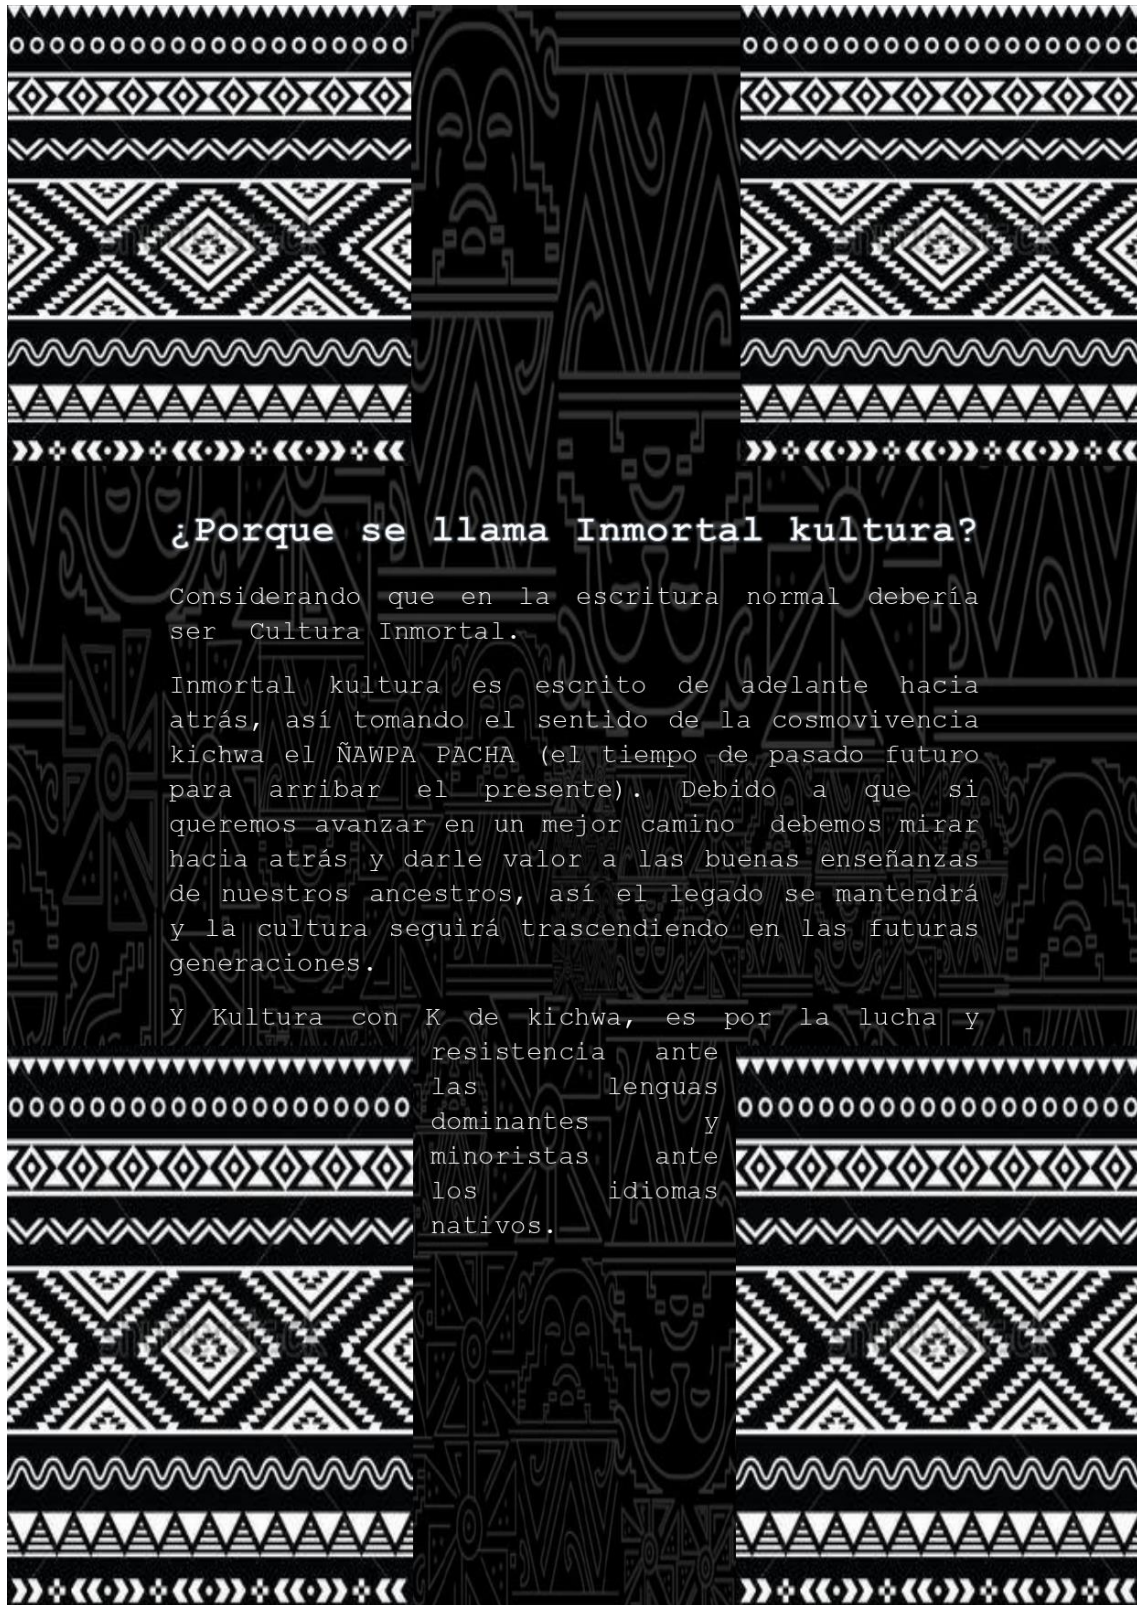 ¿Porque se llama Inmortal kultura?
Considerando que en la escritura normal debería
ser Cultura Inmortal.
Inmortal kultura es escrito de adelante hacia
atrás, así tomando el sentido de la cosmovivencia
kichwa el ÑAWPA PACHA (el tiempo de pasado futuro
para arribar el presente). Debido a que si
queremos avanzar en un mejor camino debemos mirar
hacia atrás y darle valor a las buenas enseñanzas
de nuestros ancestros, así el legado se mantendrá
y la cultura seguirá trascendiendo en las futuras
generaciones.
Y Kultura con K de kichwa, es por la lucha y
resistencia ante
las lenguas
dominantes y
minoristas ante
los idiomas
nativos.